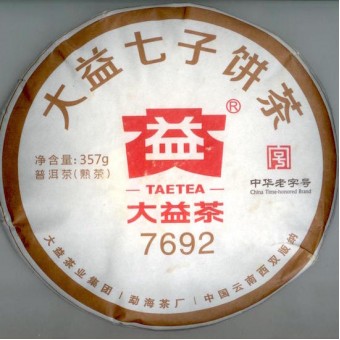 大益七子饼茶
®
益
净含量:357g
普洱茶(熟茶)
TAETEA
大益茶
7692
中华老字号
China Time-honored Brand
大益茶业集团｜勐海茶厂｜中国云南西双版纳